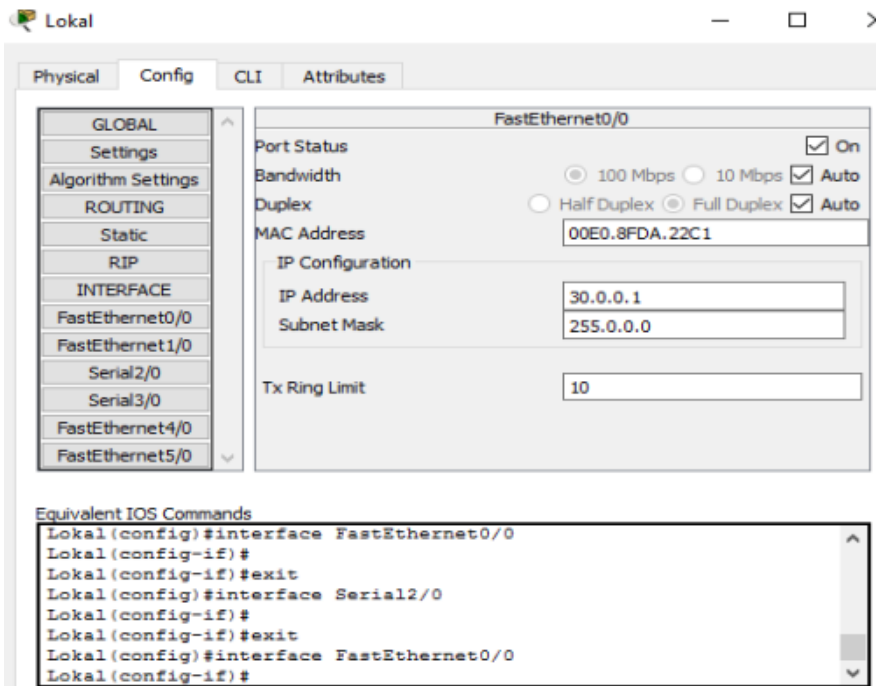 Lokal
Physical Config CLI Attributes
GLOBAL
Settings
Algorithm Settings
ROUTING
Static
RIP
INTERFACE
FastEthernet0/0
FastEthernet1/0
Serial2/0
Serial3/0
FastEthernet4/0
FastEthernet5/0
FastEthernet0/0
Port Status On
Bandwidth 100 Mbps 10 Mbps Auto
Duplex Half Duplex Full Duplex Auto
MAC Address 00E0.8FDA.22C1
IP Configuration
IP Address 30.0.0.1
Subnet Mask 255.0.0.0
Tx Ring Limit 10
Equivalent IOS Commands
Lokal(config)#interface FastEthernet0/0
Lokal(config-if)#
Lokal(config-if)#exit
Lokal(config)#interface Serial2/0
Lokal(config-if)#
Lokal(config-if)#exit
Lokal(config)#interface FastEthernet0/0
Lokal(config-if)#